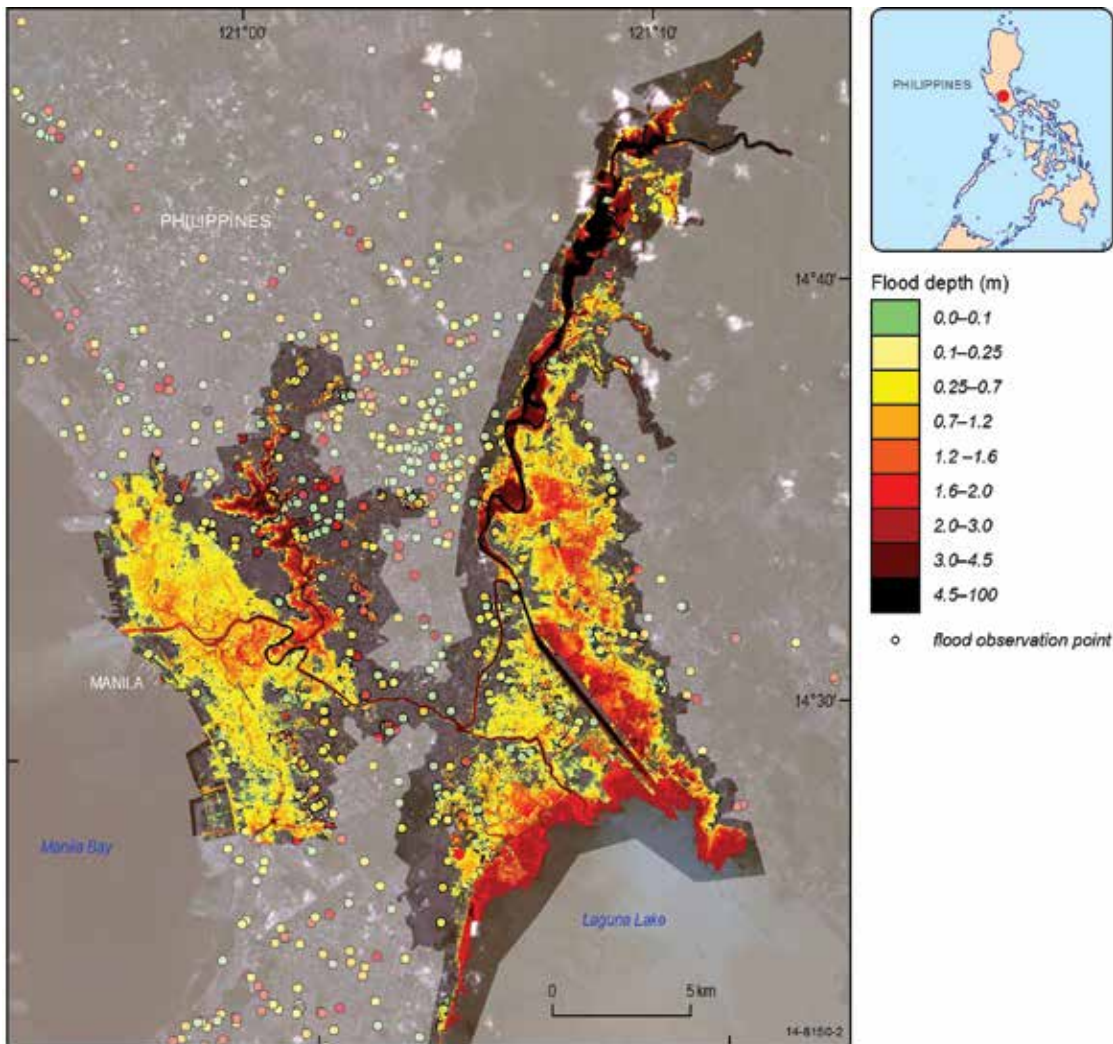 121°00'
121°10'
PHILIPPINES
14°40'
MANILA
14°30'
Manila Bay
Laguna Lake
0
5 km
14-8150-2
PHILIPPINES
Flood depth (m)
0.0–0.1
0.1–0.25
0.25–0.7
0.7–1.2
1.2–1.6
1.6–2.0
2.0–3.0
3.0–4.5
4.5–100
flood observation point